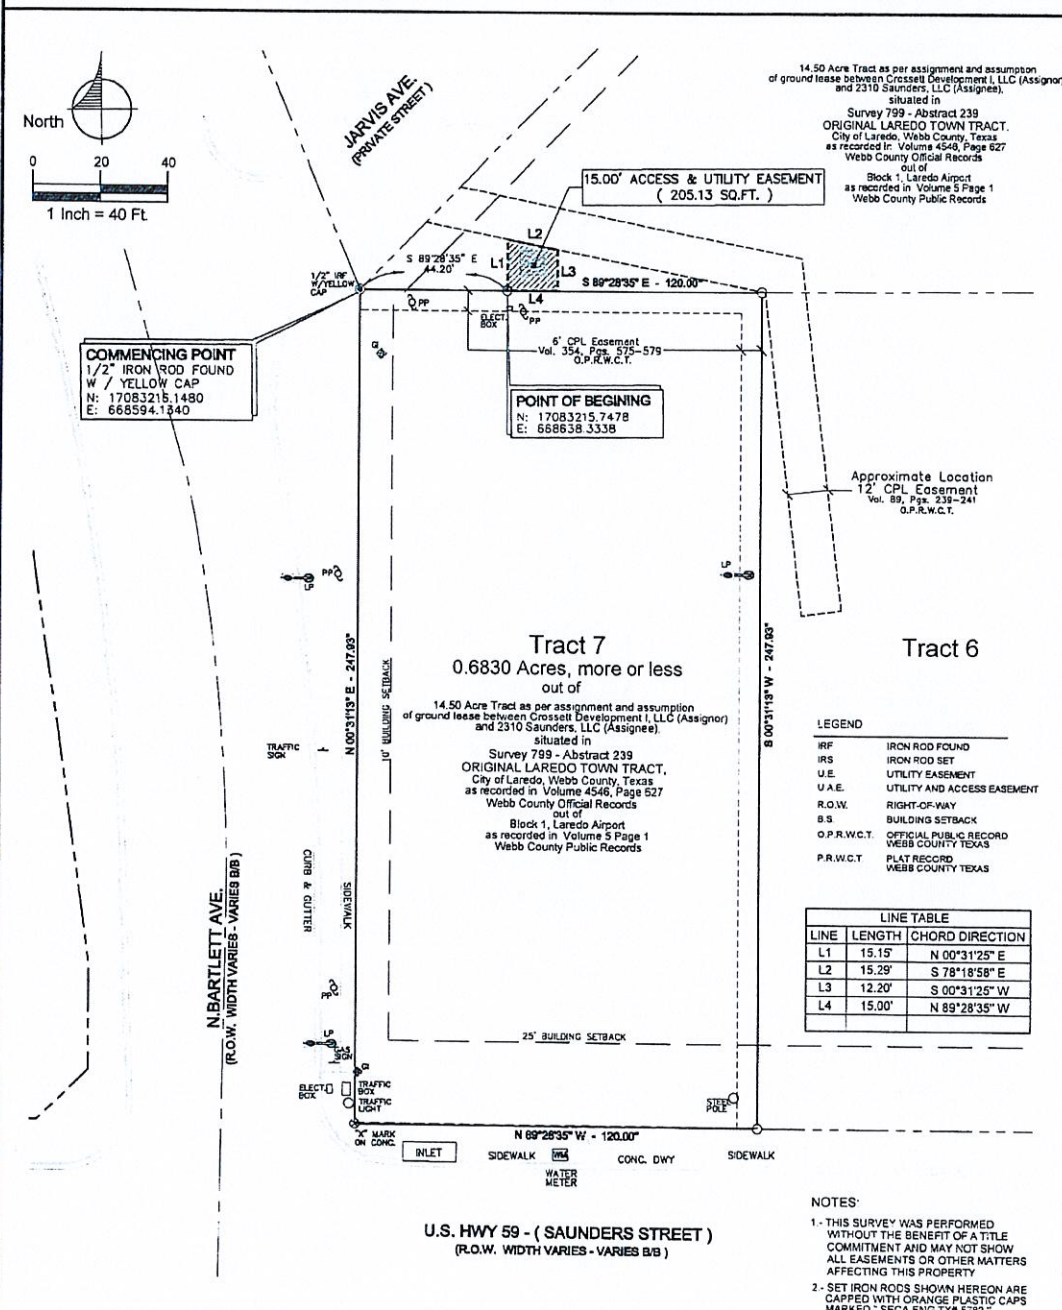 14.50 Acre Tract as per assignment and assumption
of ground lease between Crossett Development I, LLC (Assignor)
and 2310 Saunders, LLC (Assignee),
situated in
Survey 799 - Abstract 239
ORIGINAL LAREDO TOWN TRACT,
City of Laredo, Webb County, Texas
as recorded in Volume 4546, Page 627
Webb County Official Records
out of
Block 1, Laredo Airport
as recorded in Volume 5 Page 1
Webb County Public Records
North
0 20 40
1 Inch = 40 Ft.
JARVIS AVE.
(PRIVATE STREET)
15.00' ACCESS & UTILITY EASEMENT
( 205.13 SQ.FT. )
L2
L1
L3
L4
S 89°28'35" E
44.20'
S 89°28'35" E - 120.00'
1/2" IRF
W/YELLOW
CAP
PP
ELECT.
BOX
PP
COMMENCING POINT
1/2" IRON ROD FOUND
W / YELLOW CAP
N: 17083216.1480
E: 668594.1340
6' CPL Easement
Vol. 354, Pgs. 575-579
O.P.R.W.C.T.
POINT OF BEGINING
N: 17083215.7478
E: 668638.3338
Approximate Location
12' CPL Easement
Vol. 89, Pgs. 239-241
O.P.R.W.C.T.
PP
LP
LP
N 00°31'13" E - 247.93'
S 00°31'13" W - 247.93'
Tract 7
0.6830 Acres, more or less
out of
14.50 Acre Tract as per assignment and assumption
of ground lease between Crossett Development I, LLC (Assignor)
and 2310 Saunders, LLC (Assignee),
situated in
Survey 799 - Abstract 239
ORIGINAL LAREDO TOWN TRACT,
City of Laredo, Webb County, Texas
as recorded in Volume 4546, Page 627
Webb County Official Records
out of
Block 1, Laredo Airport
as recorded in Volume 5 Page 1
Webb County Public Records
Tract 6
BUILDING SETBACK
TRAFFIC
SIGN
CURB & GUTTER
SIDEWALK
N.BARTLETT AVE.
(R.O.W. WIDTH VARIES - VARIES B/B )
LEGEND
IRF IRON ROD FOUND
IRS IRON ROD SET
U.E. UTILITY EASEMENT
U.A.E. UTILITY AND ACCESS EASEMENT
R.O.W. RIGHT-OF-WAY
B.S. BUILDING SETBACK
O.P.R.W.C.T. OFFICIAL PUBLIC RECORD
WEBB COUNTY TEXAS
P.R.W.C.T PLAT RECORD
WEBB COUNTY TEXAS
LINE TABLE
LINE LENGTH CHORD DIRECTION
L1 15.15' N 00°31'25" E
L2 15.29' S 78°18'58" E
L3 12.20' S 00°31'25" W
L4 15.00' N 89°28'35" W
PP
LP
GAS
SIGN
25' BUILDING SETBACK
ELECT.
BOX
TRAFFIC
BOX
TRAFFIC
LIGHT
STEEL
POLE
"X" MARK
ON CONC.
N 89°28'35" W - 120.00'
INLET
SIDEWALK
WM
CONC. DWY
SIDEWALK
WATER
METER
U.S. HWY 59 - ( SAUNDERS STREET )
(R.O.W. WIDTH VARIES - VARIES B/B )
NOTES:
1.- THIS SURVEY WAS PERFORMED
WITHOUT THE BENEFIT OF A TITLE
COMMITMENT AND MAY NOT SHOW
ALL EASEMENTS OR OTHER MATTERS
AFFECTING THIS PROPERTY
2.- SET IRON RODS SHOWN HEREON ARE
CAPPED WITH ORANGE PLASTIC CAPS